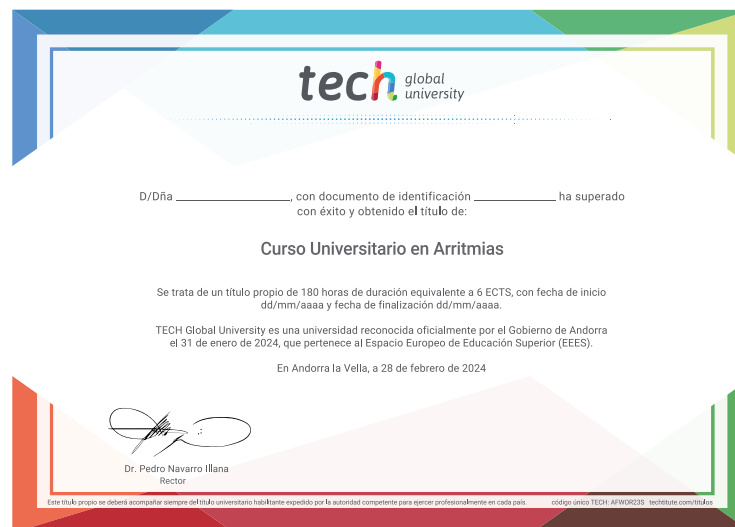 tech global
university
D/Dña ______________, con documento de identificación __________ ha superado
con éxito y obtenido el título de:
Curso Universitario en Arritmias
Se trata de un título propio de 180 horas de duración equivalente a 6 ECTS, con fecha de inicio
dd/mm/aaaa y fecha de finalización dd/mm/aaaa.
TECH Global University es una universidad reconocida oficialmente por el Gobierno de Andorra
el 31 de enero de 2024, que pertenece al Espacio Europeo de Educación Superior (EEES).
En Andorra la Vella, a 28 de febrero de 2024
Dr. Pedro Navarro Illana
Rector
Este título propio se deberá acompañar siempre del título universitario habilitante expedido por la autoridad competente para ejercer profesionalmente en cada país. código único TECH: AFWOR23S techtitute.com/titulos